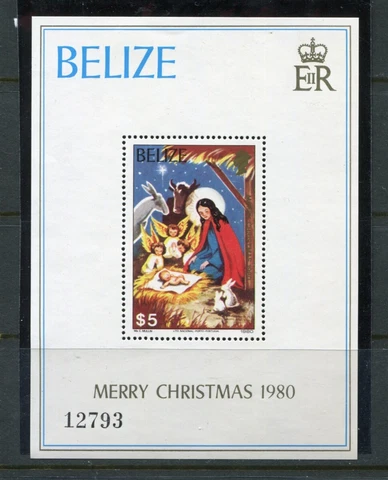 BELIZE
EIIR
BELIZE
$5
MERRY CHRISTMAS 1980
12793